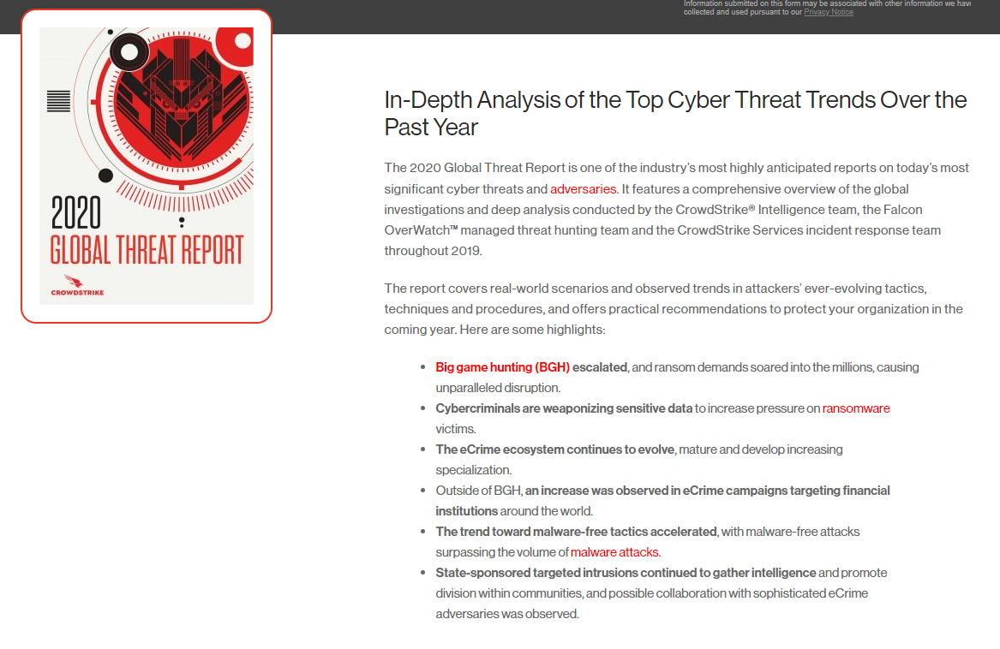 Information submitted on this form may be associated with other information we have
collected and used pursuant to our Privacy Notice
2020
GLOBAL THREAT REPORT
CROWDSTRIKE
In-Depth Analysis of the Top Cyber Threat Trends Over the
Past Year
The 2020 Global Threat Report is one of the industry's most highly anticipated reports on today's most
significant cyber threats and adversaries. It features a comprehensive overview of the global
investigations and deep analysis conducted by the CrowdStrike® Intelligence team, the Falcon
OverWatch™ managed threat hunting team and the CrowdStrike Services incident response team
throughout 2019.
The report covers real-world scenarios and observed trends in attackers' ever-evolving tactics,
techniques and procedures, and offers practical recommendations to protect your organization in the
coming year. Here are some highlights:
• Big game hunting (BGH) escalated, and ransom demands soared into the millions, causing
unparalleled disruption.
• Cybercriminals are weaponizing sensitive data to increase pressure on ransomware
victims.
• The eCrime ecosystem continues to evolve, mature and develop increasing
specialization.
• Outside of BGH, an increase was observed in eCrime campaigns targeting financial
institutions around the world.
• The trend toward malware-free tactics accelerated, with malware-free attacks
surpassing the volume of malware attacks.
• State-sponsored targeted intrusions continued to gather intelligence and promote
division within communities, and possible collaboration with sophisticated eCrime
adversaries was observed.